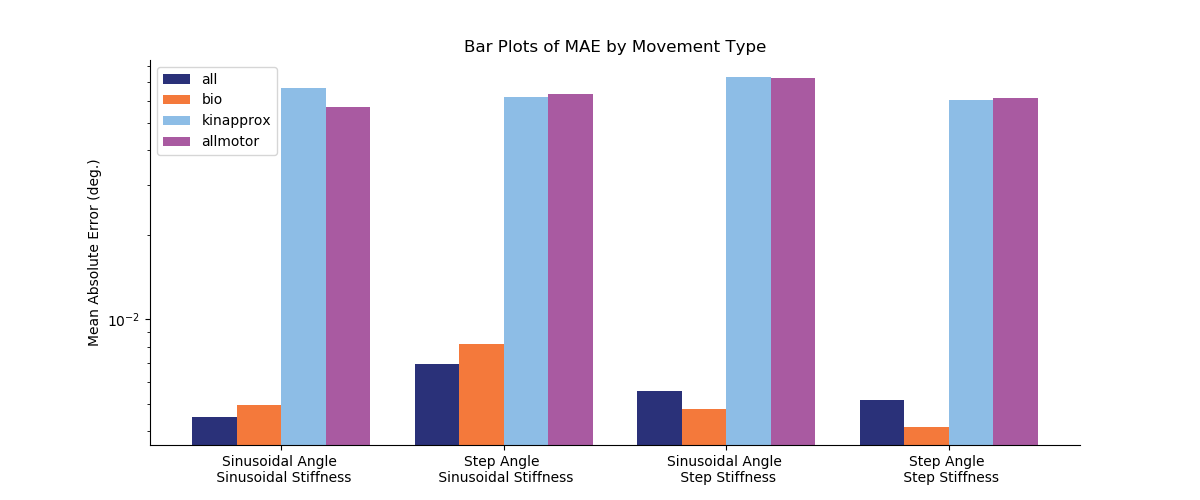 Bar Plots of MAE by Movement Type
all
bio
kinapprox
allmotor
Mean Absolute Error (deg.)
10^-2
Sinusoidal Angle
Sinusoidal Stiffness
Step Angle
Sinusoidal Stiffness
Sinusoidal Angle
Step Stiffness
Step Angle
Step Stiffness